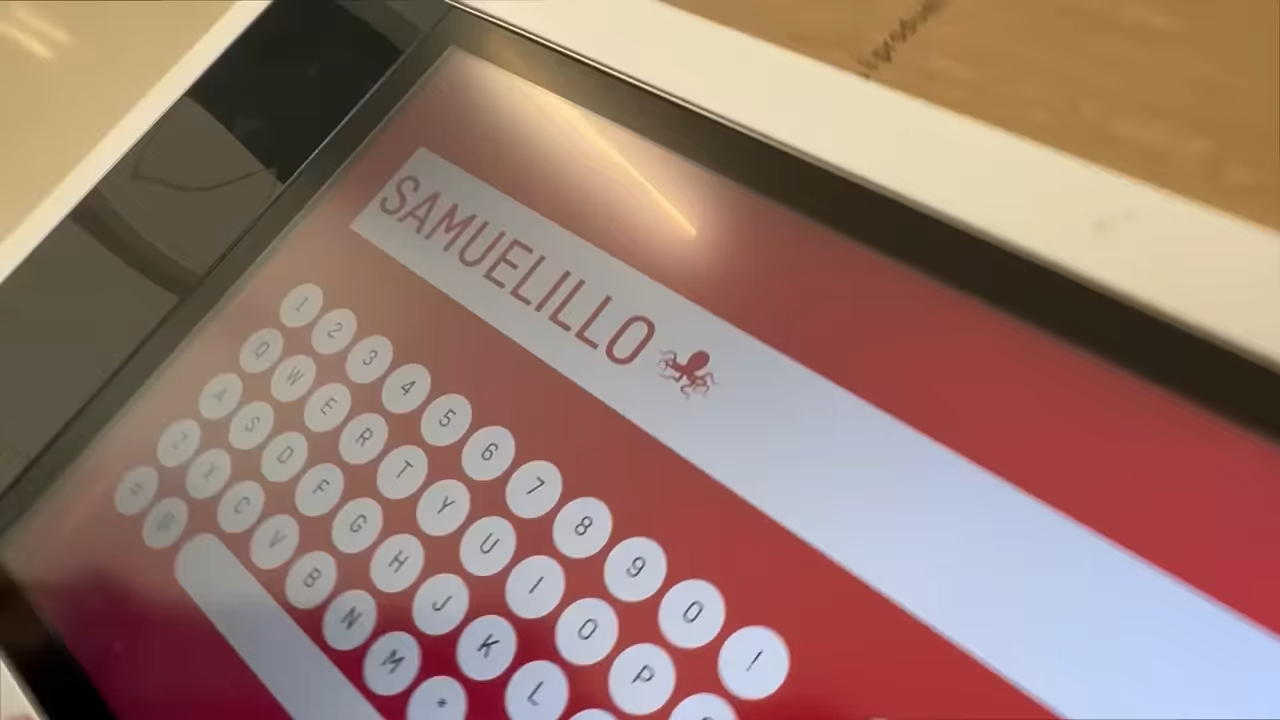 SAMUELILLO
1 2 3 4 5 6 7 8 9 0 /
Q W E R T Y U I O P
A S D F G H J K L
Z X C V B N M *
# @